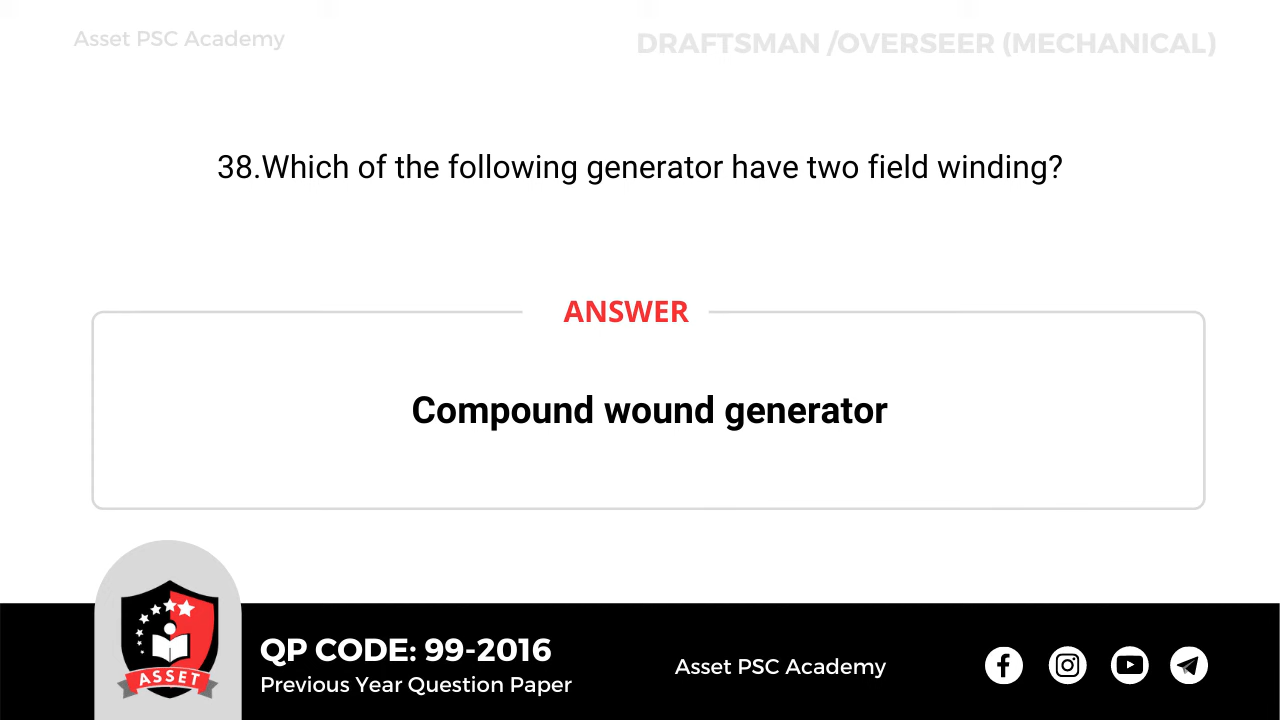 Asset PSC Academy
DRAFTSMAN /OVERSEER (MECHANICAL)
38.Which of the following generator have two field winding?
ANSWER
Compound wound generator
ASSET
QP CODE: 99-2016
Previous Year Question Paper
Asset PSC Academy